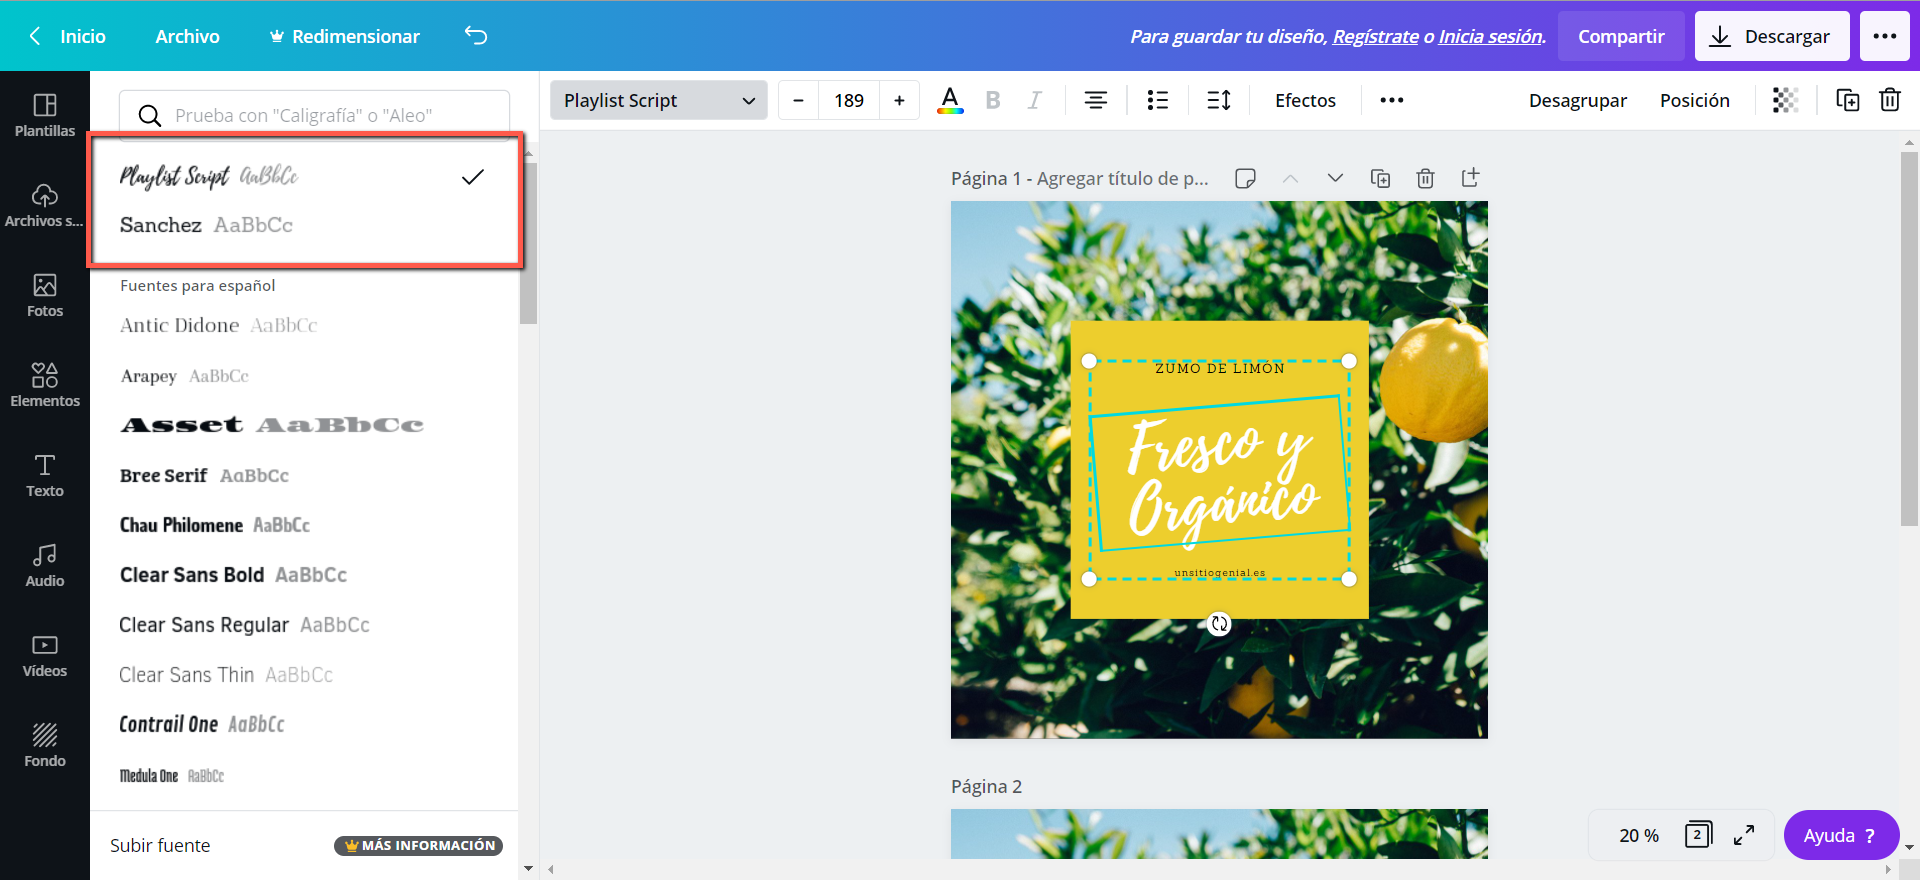 Inicio
Archivo
Redimensionar
Para guardar tu diseño, Regístrate o Inicia sesión.
Compartir
Descargar
Plantillas
Archivos s...
Fotos
Elementos
Texto
Audio
Vídeos
Fondo
Prueba con "Caligrafía" o "Aleo"
Playlist Script AaBbCc
Sanchez AaBbCc
Fuentes para español
Antic Didone AaBbCc
Arapey AaBbCc
Asset AaBbCc
Bree Serif AaBbCc
Chau Philomene AaBbCc
Clear Sans Bold AaBbCc
Clear Sans Regular AaBbCc
Clear Sans Thin AaBbCc
Contrail One AaBbCc
Medula One AaBbCc
Subir fuente
MÁS INFORMACIÓN
Playlist Script
– 189 +
A B I
Efectos
Desagrupar
Posición
Página 1 - Agregar título de p...
ZUMO DE LIMÓN
Fresco y
Orgánico
unsitiogenial.es
Página 2
20 %
2
Ayuda ?